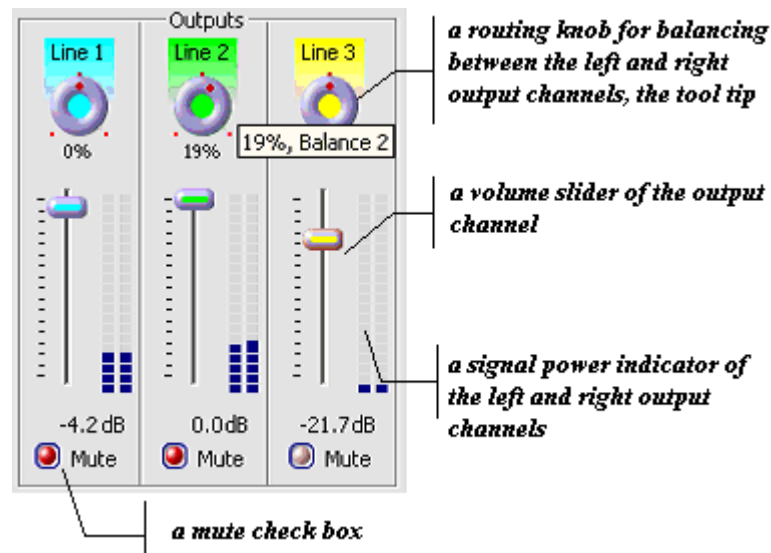 Outputs
Line 1
Line 2
Line 3
0%
19%
19%, Balance 2
-4.2 dB
0.0dB
-21.7dB
Mute
Mute
Mute
a routing knob for balancing
between the left and right
output channels, the tool tip
a volume slider of the output
channel
a signal power indicator of
the left and right output
channels
a mute check box